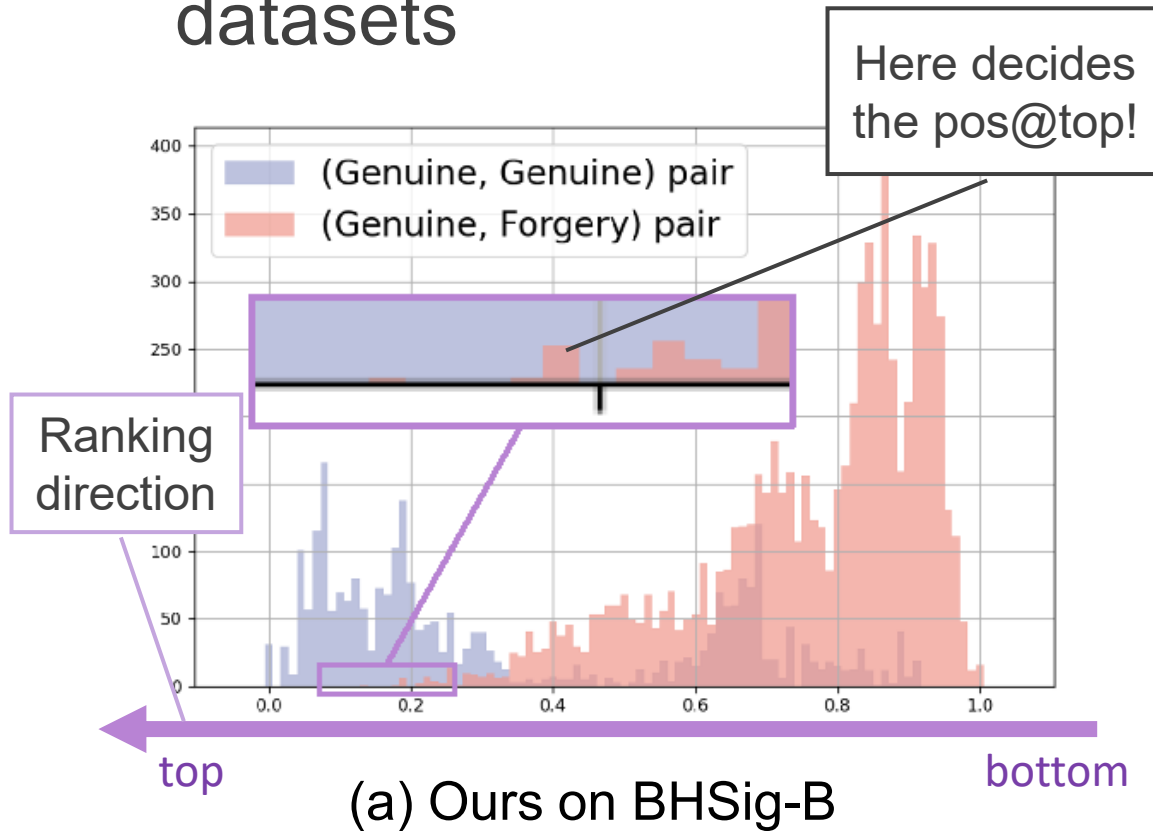 datasets
Here decides
the pos@top!
(Genuine, Genuine) pair
(Genuine, Forgery) pair
400
350
300
250
Ranking
direction
100
50
0
0.0 0.2 0.4 0.6 0.8 1.0
top
bottom
(a) Ours on BHSig-B